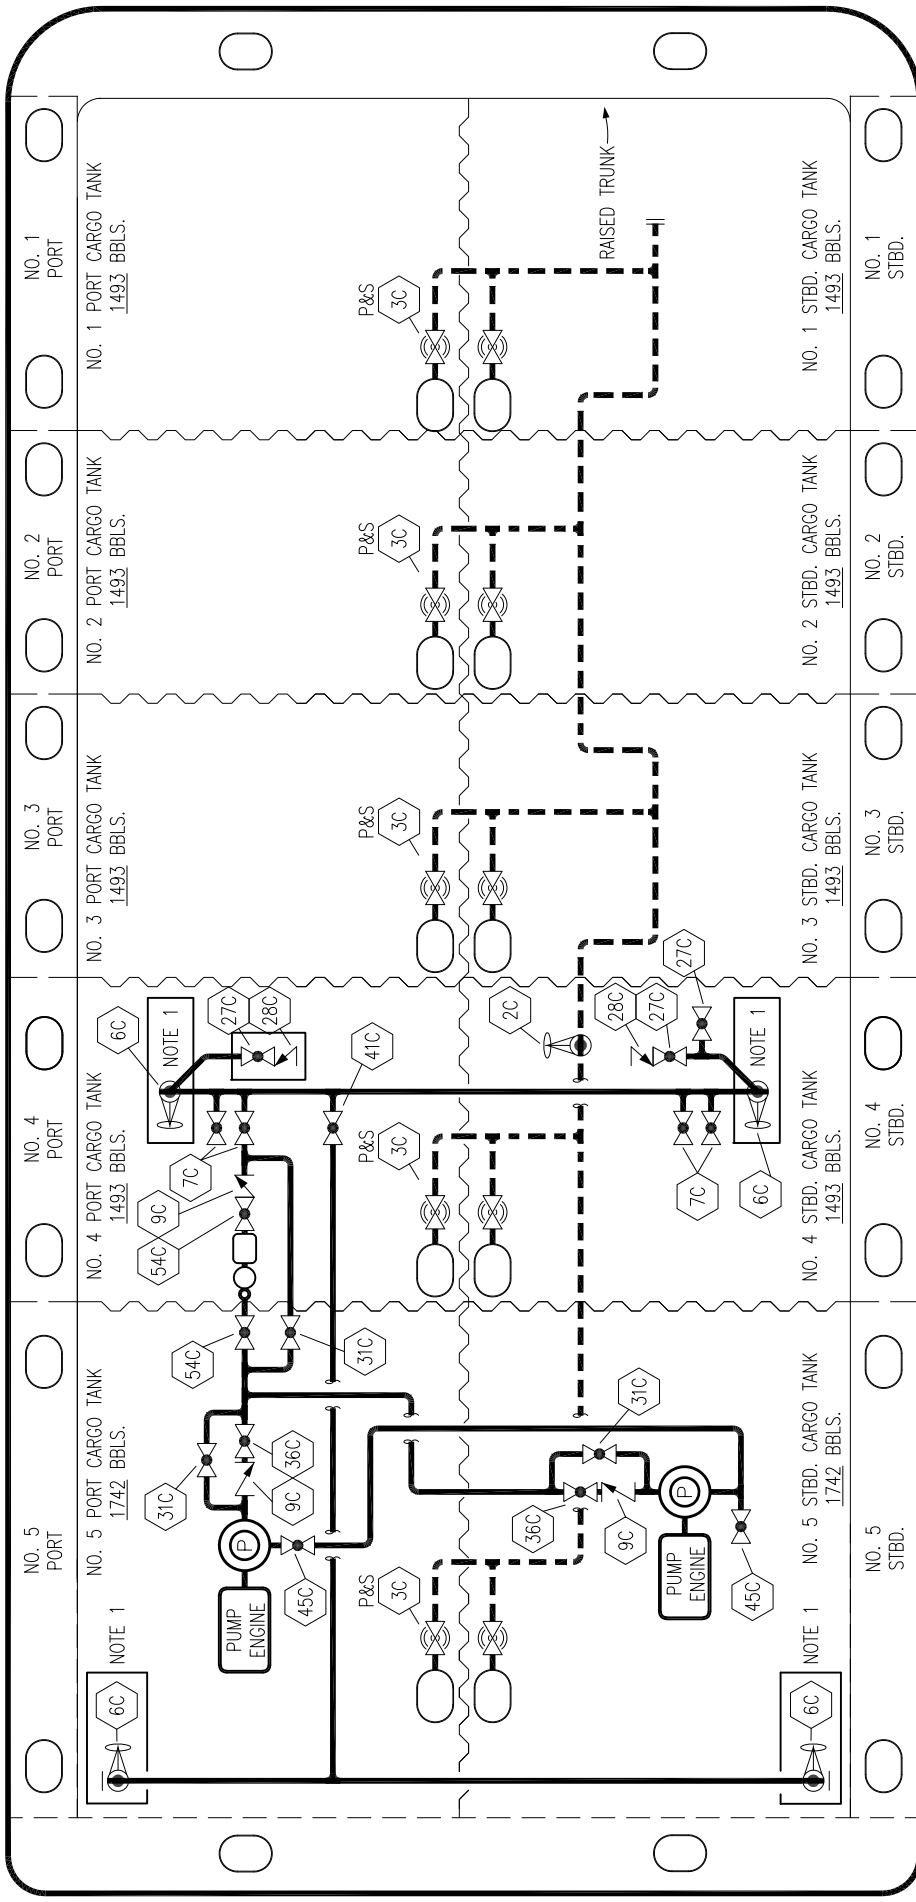 NO. 5
PORT
NO. 4
PORT
NO. 3
PORT
NO. 2
PORT
NO. 1
PORT
NO. 5 PORT CARGO TANK
1742 BBLS.
NO. 4 PORT CARGO TANK
1493 BBLS.
NO. 3 PORT CARGO TANK
1493 BBLS.
NO. 2 PORT CARGO TANK
1493 BBLS.
NO. 1 PORT CARGO TANK
1493 BBLS.
NOTE 1
6C
6C
NOTE 1
31C
54C
54C
9C
7C
27C
28C
PUMP
ENGINE
P
36C
9C
45C
31C
41C
P&S
3C
P&S
3C
P&S
3C
P&S
3C
P&S
3C
2C
36C
31C
9C
RAISED TRUNK
28C
27C
27C
PUMP
ENGINE
P
45C
7C
6C
NOTE 1
NOTE 1
6C
NO. 5 STBD. CARGO TANK
1742 BBLS.
NO. 4 STBD. CARGO TANK
1493 BBLS.
NO. 3 STBD. CARGO TANK
1493 BBLS.
NO. 2 STBD. CARGO TANK
1493 BBLS.
NO. 1 STBD. CARGO TANK
1493 BBLS.
NO. 5
STBD.
NO. 4
STBD.
NO. 3
STBD.
NO. 2
STBD.
NO. 1
STBD.